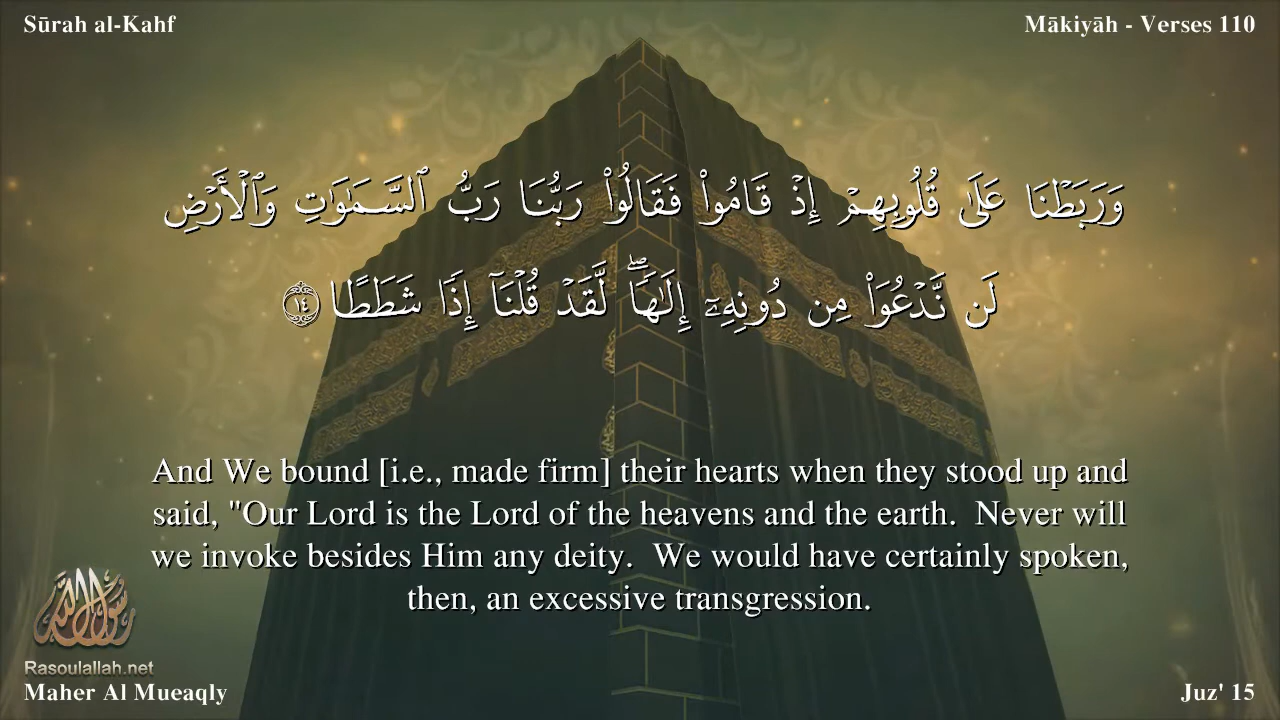 Sūrah al-Kahf
Mākiyāh - Verses 110
وَرَبَطْنَا عَلَىٰ قُلُوبِهِمْ إِذْ قَامُوا۟ فَقَالُوا۟ رَبُّنَا رَبُّ ٱلسَّمَـٰوَٰتِ وَٱلْأَرْضِ
لَن نَّدْعُوَا۟ مِن دُونِهِۦٓ إِلَـٰهًا ۖ لَّقَدْ قُلْنَآ إِذًا شَطَطًا ١٤
And We bound [i.e., made firm] their hearts when they stood up and
said, "Our Lord is the Lord of the heavens and the earth.  Never will
we invoke besides Him any deity.  We would have certainly spoken,
then, an excessive transgression.
رسول الله
Rasoulallah.net
Maher Al Mueaqly
Juz' 15